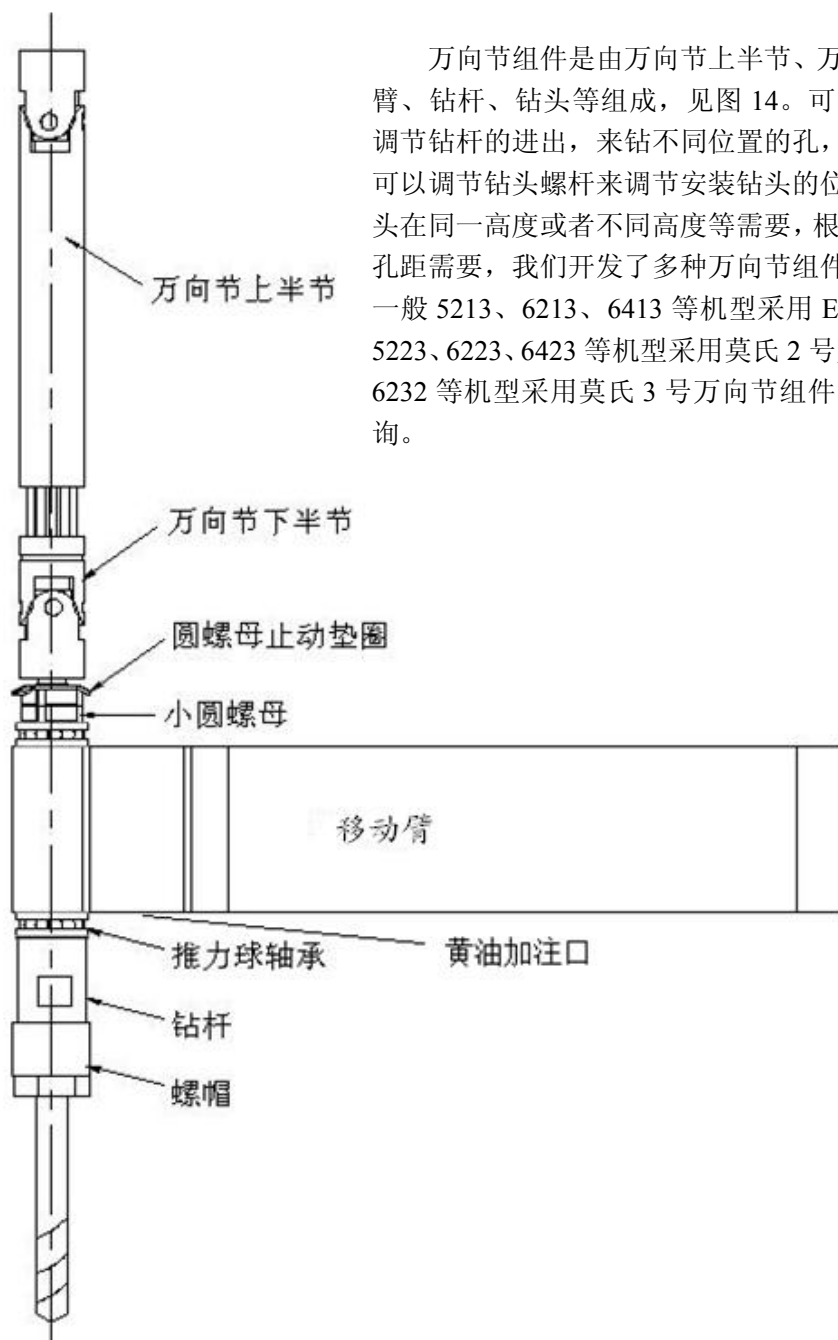 万向节组件是由万向节上半节、万
臂、钻杆、钻头等组成，见图 14。可
调节钻杆的进出，来钻不同位置的孔，
可以调节钻头螺杆来调节安装钻头的位
头在同一高度或者不同高度等需要，根
孔距需要，我们开发了多种万向节组件
一般 5213、6213、6413 等机型采用 E
5223、6223、6423 等机型采用莫氏 2 号
6232 等机型采用莫氏 3 号万向节组件
询。
万向节上半节
万向节下半节
圆螺母止动垫圈
小圆螺母
移动臂
推力球轴承
黄油加注口
钻杆
螺帽